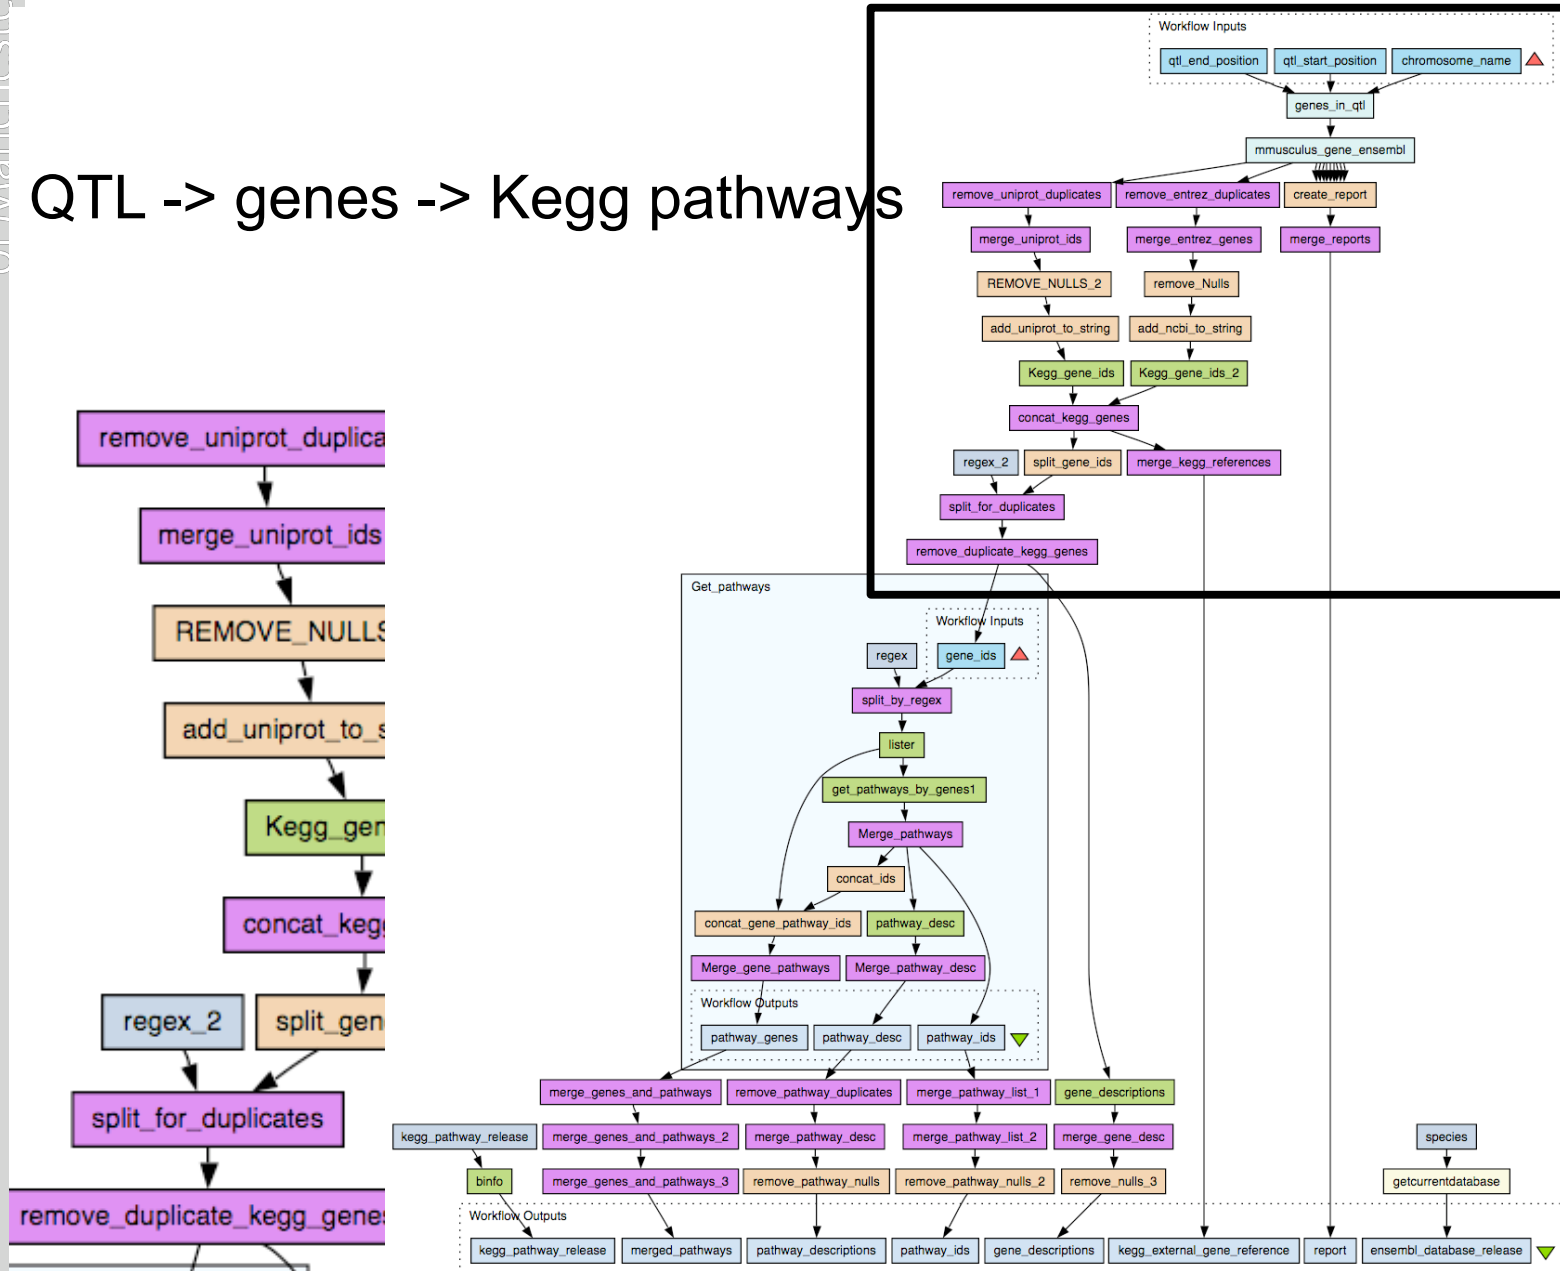 QTL -> genes -> Kegg pathways
Workflow Inputs
qtl_end_position
qtl_start_position
chromosome_name
genes_in_qtl
mmusculus_gene_ensembl
remove_uniprot_duplicates
remove_entrez_duplicates
create_report
merge_uniprot_ids
merge_entrez_genes
merge_reports
REMOVE_NULLS_2
remove_Nulls
add_uniprot_to_string
add_ncbi_to_string
Kegg_gene_ids
Kegg_gene_ids_2
concat_kegg_genes
regex_2
split_gene_ids
merge_kegg_references
split_for_duplicates
remove_duplicate_kegg_genes
Get_pathways
Workflow Inputs
regex
gene_ids
split_by_regex
lister
get_pathways_by_genes1
Merge_pathways
concat_ids
concat_gene_pathway_ids
pathway_desc
Merge_gene_pathways
Merge_pathway_desc
Workflow Outputs
pathway_genes
pathway_desc
pathway_ids
merge_genes_and_pathways
remove_pathway_duplicates
merge_pathway_list_1
gene_descriptions
kegg_pathway_release
merge_genes_and_pathways_2
merge_pathway_desc
merge_pathway_list_2
merge_gene_desc
species
binfo
merge_genes_and_pathways_3
remove_pathway_nulls
remove_pathway_nulls_2
remove_nulls_3
getcurrentdatabase
Workflow Outputs
kegg_pathway_release
merged_pathways
pathway_descriptions
pathway_ids
gene_descriptions
kegg_external_gene_reference
report
ensembl_database_release
remove_uniprot_duplica
merge_uniprot_ids
REMOVE_NULLS
add_uniprot_to_s
Kegg_gen
concat_keg
regex_2
split_gen
split_for_duplicates
remove_duplicate_kegg_genes